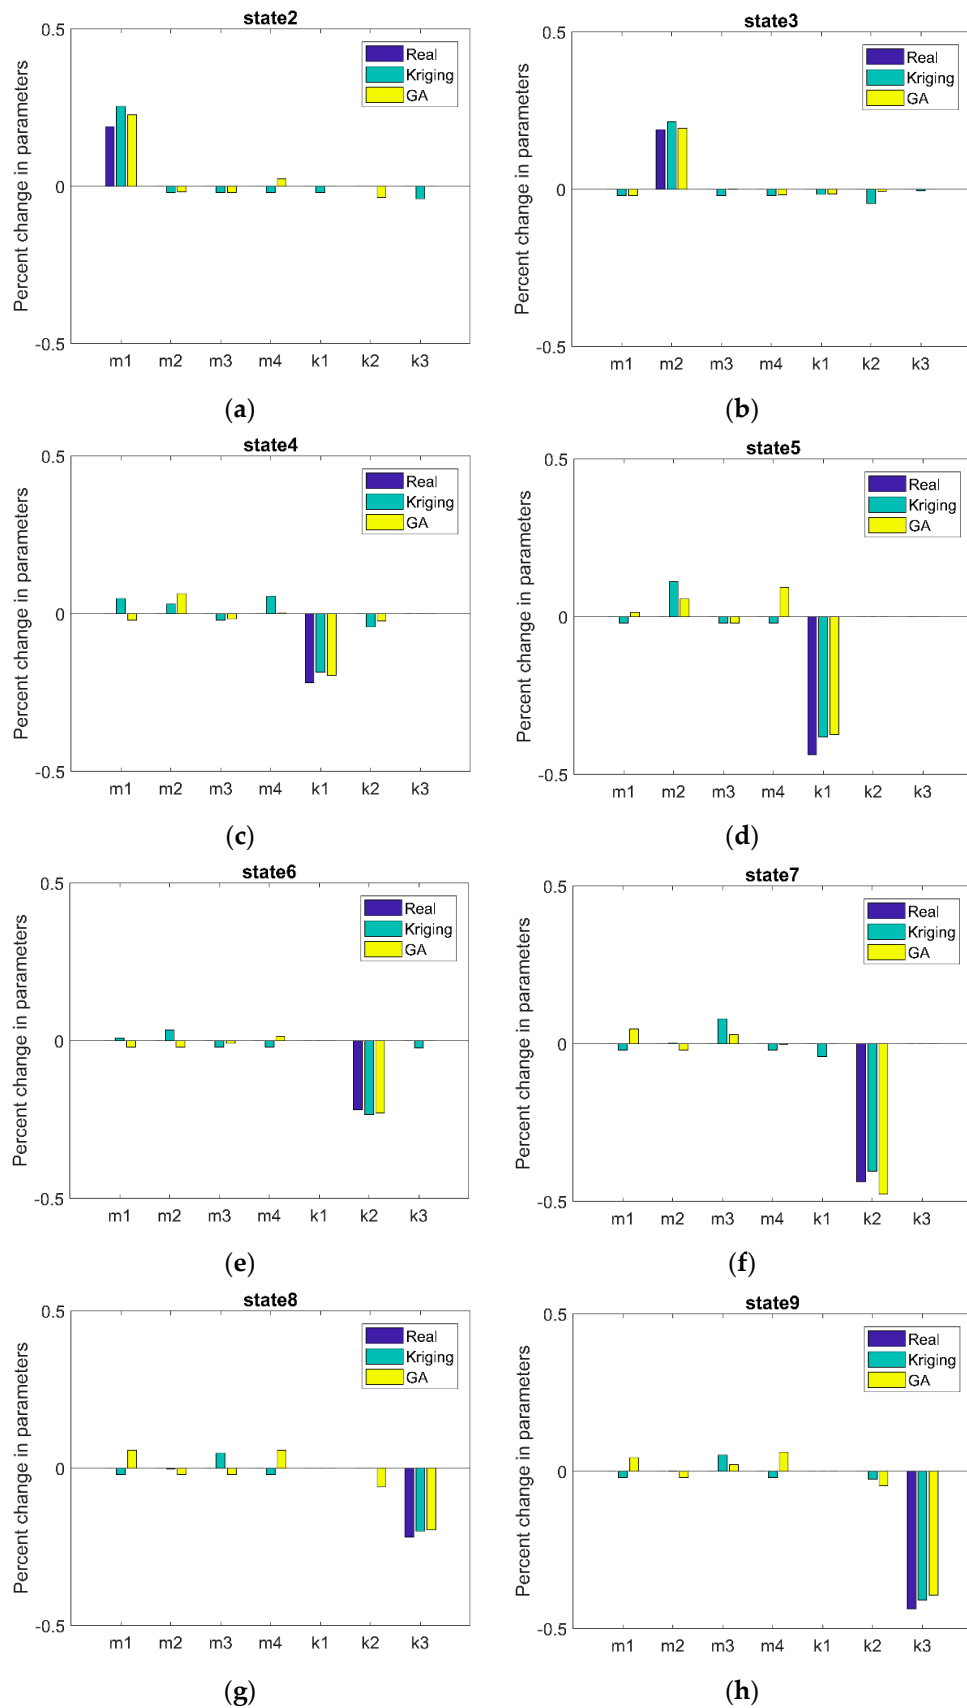 state2
0.5
Real
Kriging
GA
Percent change in parameters
0
-0.5
m1 m2 m3 m4 k1 k2 k3
(a)
state3
0.5
Real
Kriging
GA
Percent change in parameters
0
-0.5
m1 m2 m3 m4 k1 k2 k3
(b)
state4
0.5
Real
Kriging
GA
Percent change in parameters
0
-0.5
m1 m2 m3 m4 k1 k2 k3
(c)
state5
0.5
Real
Kriging
GA
Percent change in parameters
0
-0.5
m1 m2 m3 m4 k1 k2 k3
(d)
state6
0.5
Real
Kriging
GA
Percent change in parameters
0
-0.5
m1 m2 m3 m4 k1 k2 k3
(e)
state7
0.5
Real
Kriging
GA
Percent change in parameters
0
-0.5
m1 m2 m3 m4 k1 k2 k3
(f)
state8
0.5
Real
Kriging
GA
Percent change in parameters
0
-0.5
m1 m2 m3 m4 k1 k2 k3
(g)
state9
0.5
Real
Kriging
GA
Percent change in parameters
0
-0.5
m1 m2 m3 m4 k1 k2 k3
(h)